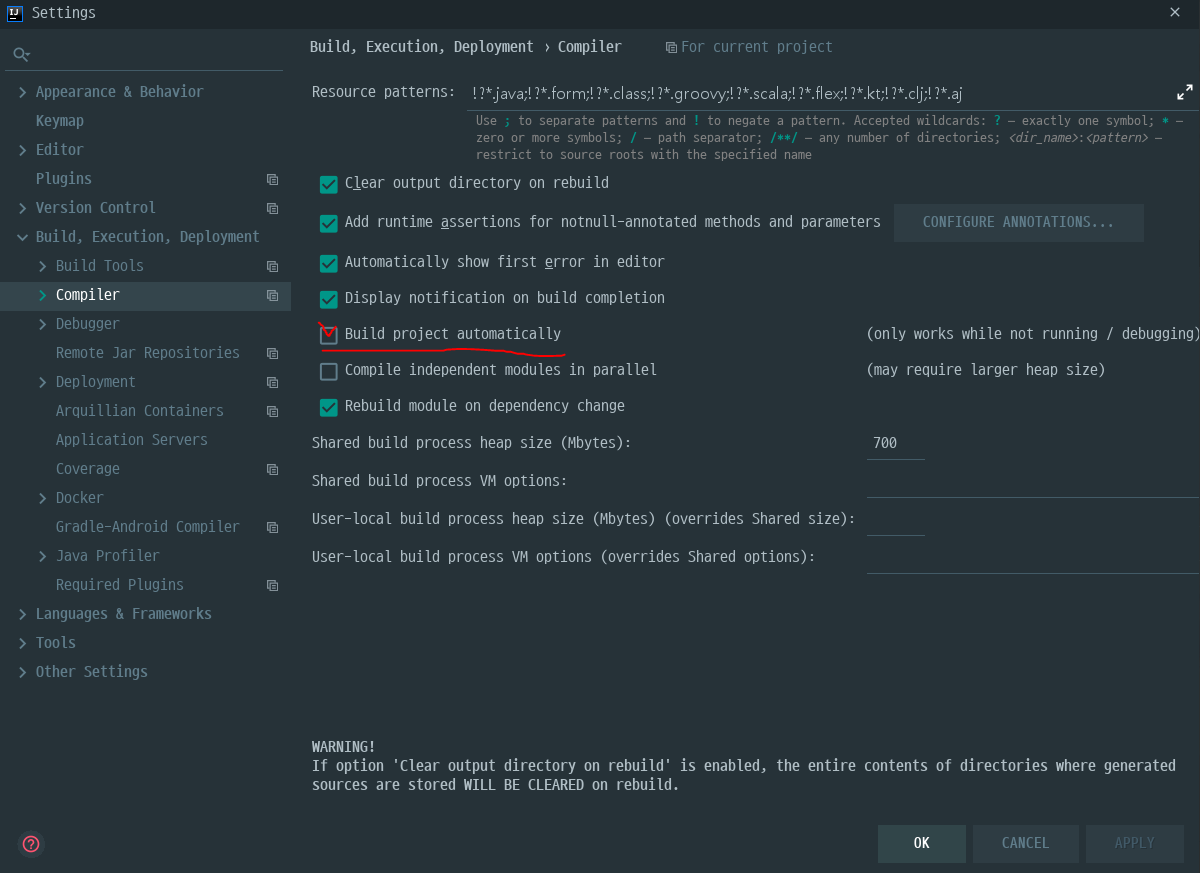 IJ Settings
Build, Execution, Deployment › Compiler For current project
Appearance & Behavior
Keymap
Editor
Plugins
Version Control
Build, Execution, Deployment
Build Tools
Compiler
Debugger
Remote Jar Repositories
Deployment
Arquillian Containers
Application Servers
Coverage
Docker
Gradle-Android Compiler
Java Profiler
Required Plugins
Languages & Frameworks
Tools
Other Settings
Resource patterns: !?*.java;!?*.form;!?*.class;!?*.groovy;!?*.scala;!?*.flex;!?*.kt;!?*.clj;!?*.aj
Use ; to separate patterns and ! to negate a pattern. Accepted wildcards: ? — exactly one symbol; * —
zero or more symbols; / — path separator; /**/ — any number of directories; <dir_name>:<pattern> —
restrict to source roots with the specified name
Clear output directory on rebuild
Add runtime assertions for notnull-annotated methods and parameters CONFIGURE ANNOTATIONS...
Automatically show first error in editor
Display notification on build completion
Build project automatically (only works while not running / debugging)
Compile independent modules in parallel (may require larger heap size)
Rebuild module on dependency change
Shared build process heap size (Mbytes): 700
Shared build process VM options:
User-local build process heap size (Mbytes) (overrides Shared size):
User-local build process VM options (overrides Shared options):
WARNING!
If option 'Clear output directory on rebuild' is enabled, the entire contents of directories where generated
sources are stored WILL BE CLEARED on rebuild.
? OK CANCEL APPLY